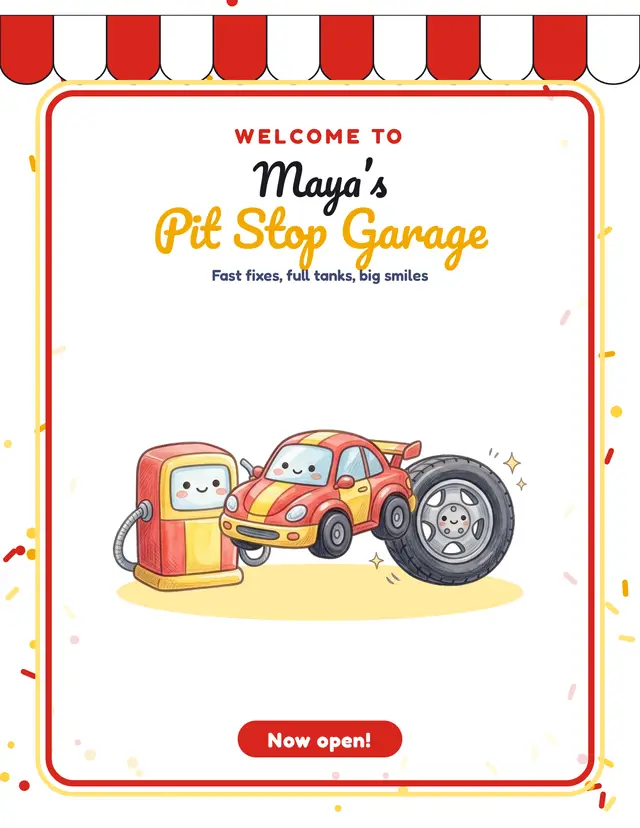 WELCOME TO
Maya's
Pit Stop Garage
Fast fixes, full tanks, big smiles
Now open!